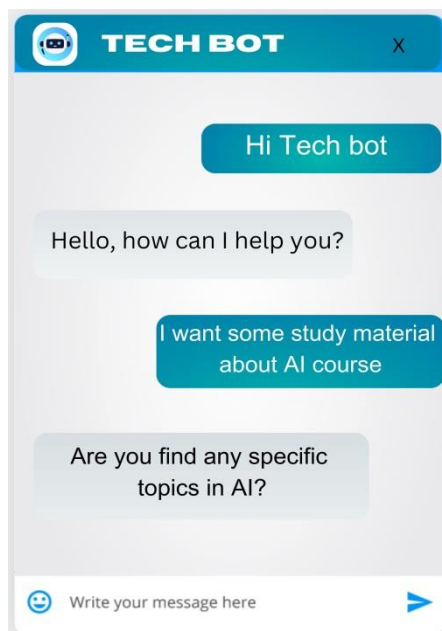 TECH BOT X
Hi Tech bot
Hello, how can I help you?
I want some study material
about AI course
Are you find any specific
topics in AI?
Write your message here